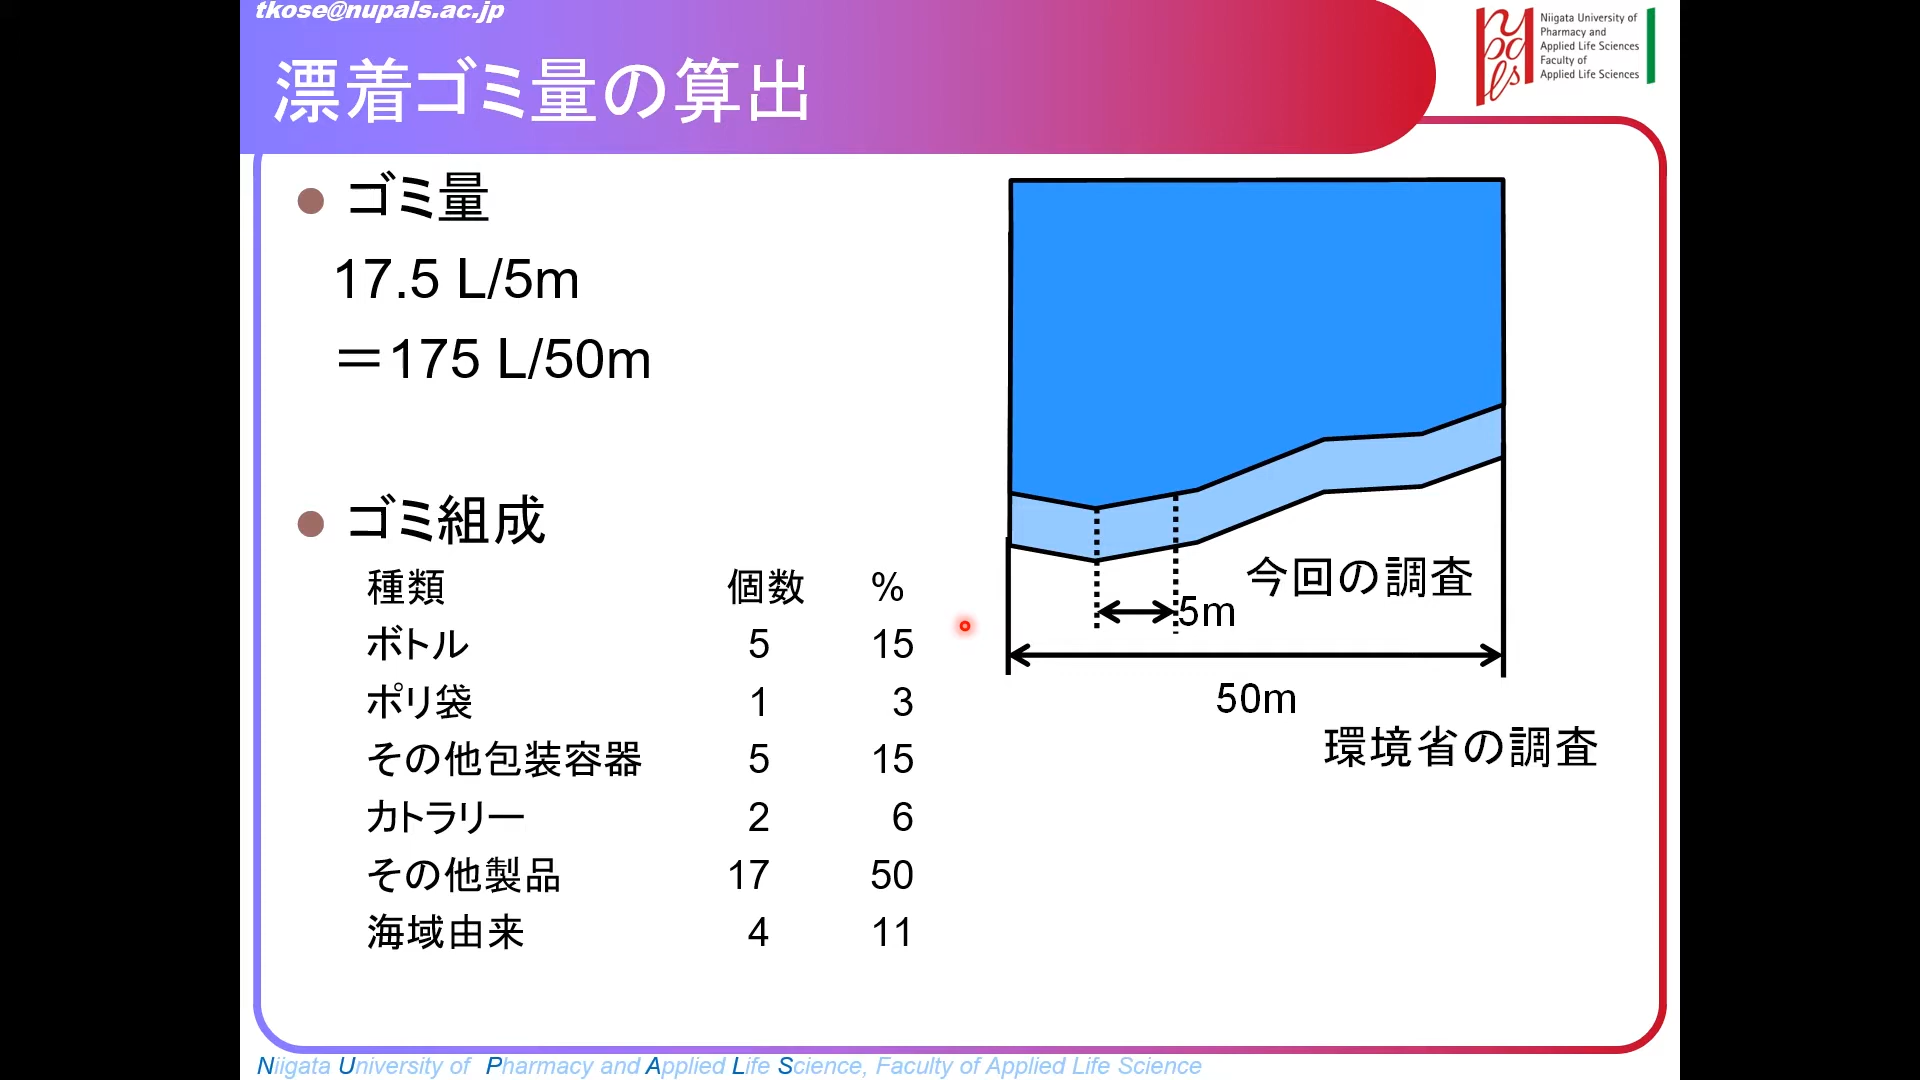 tkose@nupals.ac.jp
漂着ゴミ量の算出
nupals
Niigata University of
Pharmacy and
Applied Life Sciences
Faculty of
Applied Life Sciences
ゴミ量
17.5 L/5m
＝175 L/50m
ゴミ組成
種類 個数 %
ボトル 5 15
ポリ袋 1 3
その他包装容器 5 15
カトラリー 2 6
その他製品 17 50
海域由来 4 11
今回の調査
5m
50m
環境省の調査
Niigata University of Pharmacy and Applied Life Science, Faculty of Applied Life Science